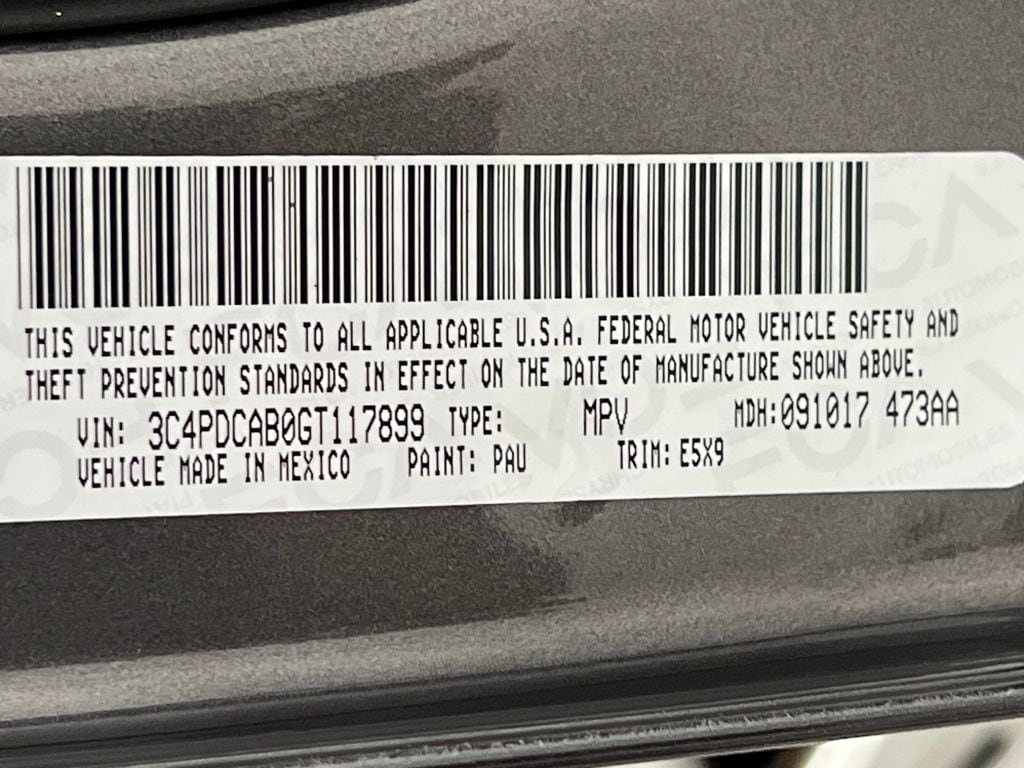 THIS VEHICLE CONFORMS TO ALL APPLICABLE U.S.A. FEDERAL MOTOR VEHICLE SAFETY AND
THEFT PREVENTION STANDARDS IN EFFECT ON THE DATE OF MANUFACTURE SHOWN ABOVE.
VIN: 3C4PDCAB0GT117899 TYPE: MPV MDH:091017 473AA
VEHICLE MADE IN MEXICO PAINT: PAU TRIM: E5X9